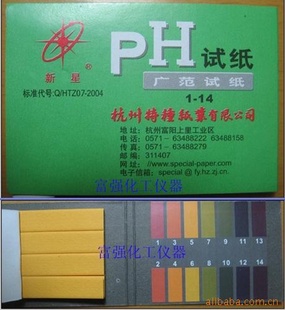 pH试纸
新星 ®
广范试纸
标准代号:Q/HTZ07-2004
1-14
杭州特种纸业有限公司
地址: 杭州富阳上里工业区
电话: 0571-63488222 63488158
传真: 0571-63488279
邮编: 311407
网址: //www.special-paper.com
电子信箱: special@fy.hz.zj.cn
富强化工仪器
1 3 5 7 9 11 13
2 4 6 8 10 12 14
富强化工仪器